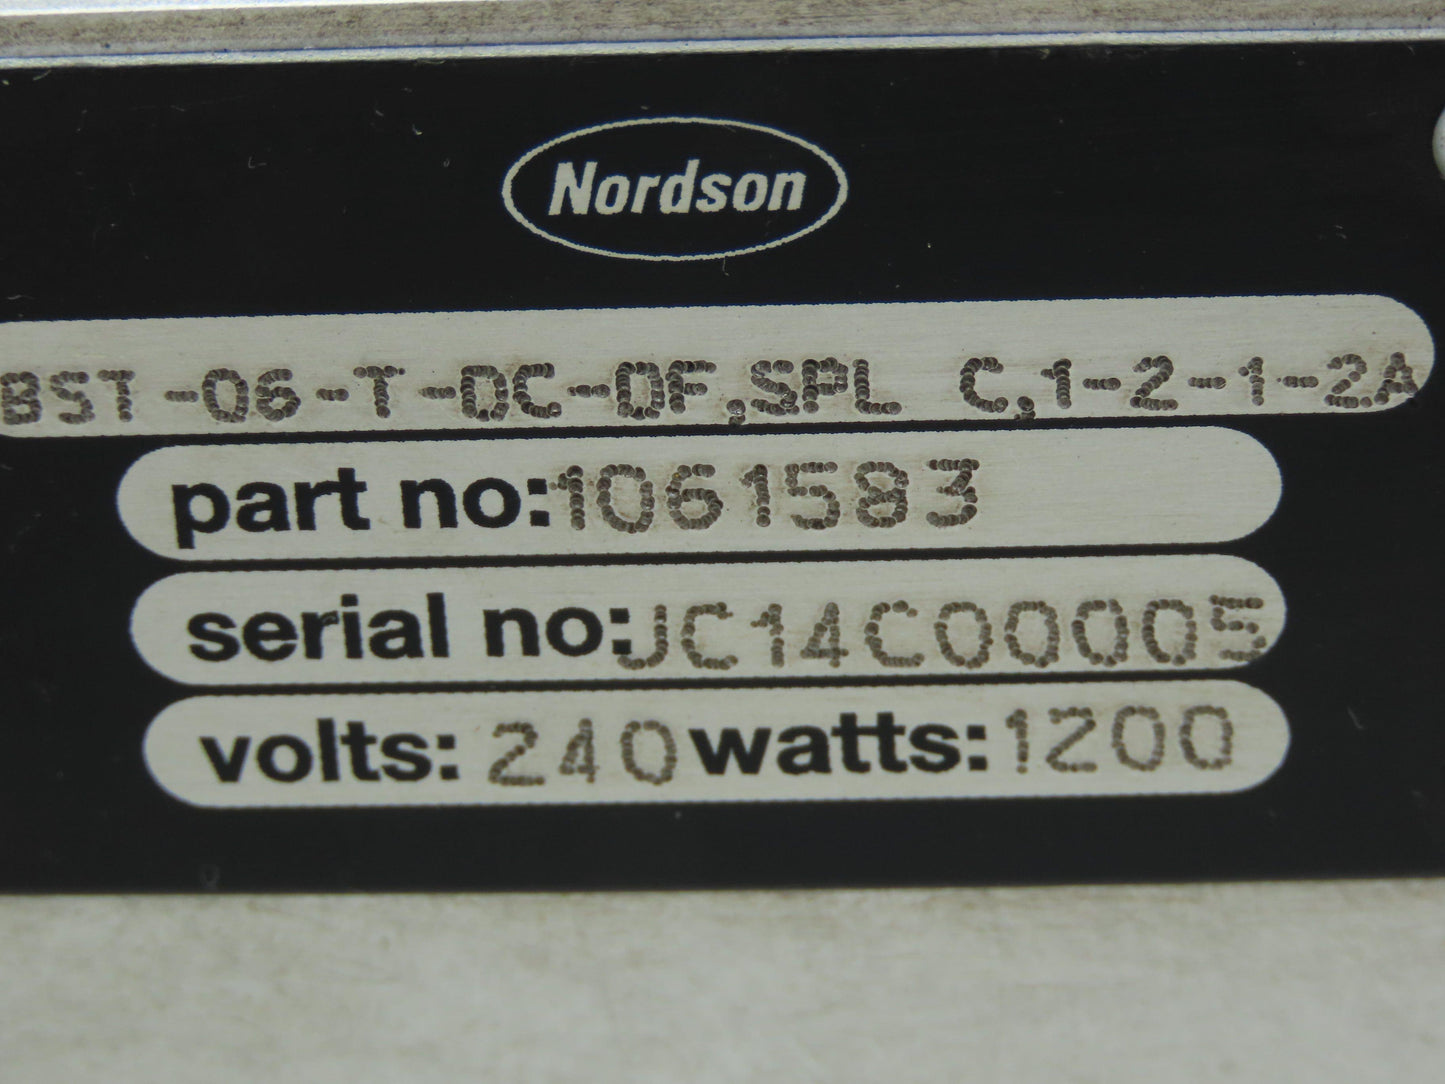 Nordson
BST-06-T-DC-DF,SPL C,1-2-1-2.A
part no:1061583
serial no:JC14C00005
volts: 240 watts:1200